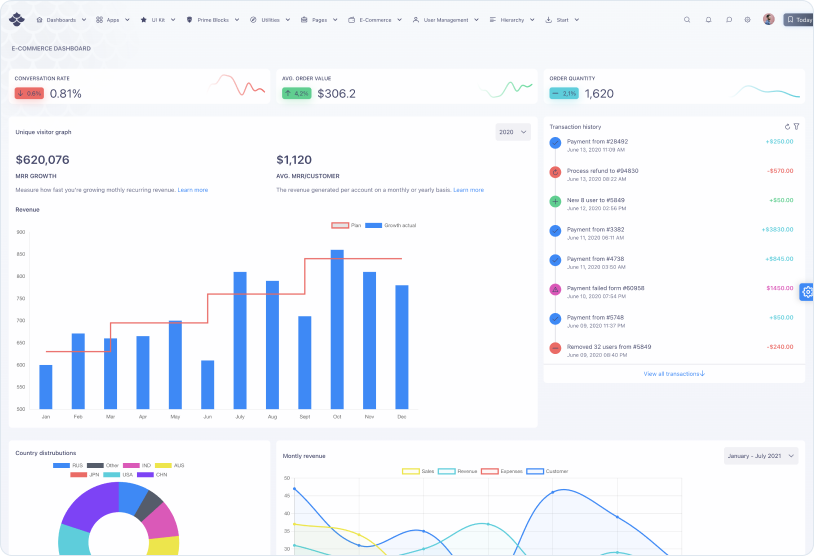 Dashboards Apps UI Kit Prime Blocks Utilities Pages E-Commerce User Management Hierarchy Start Today
E-COMMERCE DASHBOARD
CONVERSATION RATE
0.6% 0.81%
AVG. ORDER VALUE
4.2% $306.2
ORDER QUANTITY
2.1% 1,620
Unique visitor graph
2020
$620,076
MRR GROWTH
Measure how fast you're growing mothly recurring revenue. Learn more
$1,120
AVG. MRR/CUSTOMER
The revenue generated per account on a monthly or yearly basis. Learn more
Revenue
Plan Growth actual
900
850
800
750
700
650
600
550
500
Jan Feb Mar Apr May Jun July Aug Sept Oct Nov Dec
Transaction history
Payment from #28492 +$250.00
June 13, 2020 11:09 AM
Process refund to #94830 -$570.00
June 13, 2020 08:22 AM
New 8 user to #5849 +$50.00
June 12, 2020 02:56 PM
Payment from #3382 +$3830.00
June 11, 2020 06:11 AM
Payment from #4738 +$845.00
June 11, 2020 03:50 AM
Payment failed form #60958 $1450.00
June 10, 2020 07:54 PM
Payment from #5748 +$50.00
June 09, 2020 11:37 PM
Removed 32 users from #5849 -$240.00
June 09, 2020 08:40 PM
View all transactions
Country distrubutions
RUS Other IND AUS
JPN USA CHN
Montly revenue
January - July 2021
Sales Revenue Expenses Customer
50
45
40
35
30